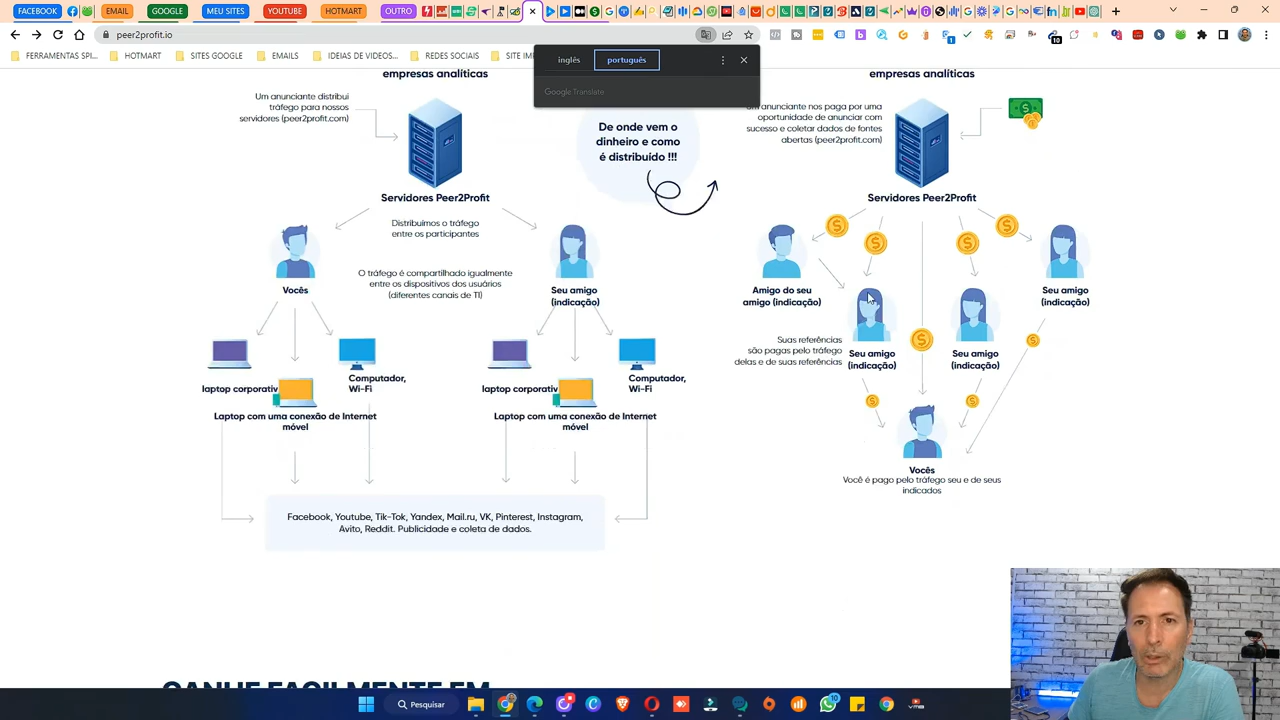 FACEBOOK
EMAIL
GOOGLE
MEU SITES
YOUTUBE
HOTMART
OUTRO
peer2profit.io
FERRAMENTAS SPI...
HOTMART
SITES GOOGLE
EMAILS
IDEIAS DE VIDEOS...
REDES SOCIAIS
SITE IM
inglês
português
Google Translate
empresas analíticas
Um anunciante distribui
tráfego para nossos
servidores (peer2profit.com)
Servidores Peer2Profit
Distribuímos o tráfego
entre os participantes
O tráfego é compartilhado igualmente
entre os dispositivos dos usuários
(diferentes canais de TI)
Vocês
Seu amigo
(indicação)
laptop corporativ
Computador,
Wi-Fi
Laptop com uma conexão de Internet
móvel
laptop corporativ
Computador,
Wi-Fi
Laptop com uma conexão de Internet
móvel
Facebook, Youtube, Tik-Tok, Yandex, Mail.ru, VK, Pinterest, Instagram,
Avito, Reddit. Publicidade e coleta de dados.
De onde vem o
dinheiro e como
é distribuído !!!
empresas analíticas
um anunciante nos paga por uma
oportunidade de anunciar com
sucesso e coletar dados de fontes
abertas (peer2profit.com)
Servidores Peer2Profit
Amigo do seu
amigo (indicação)
Seu amigo
(indicação)
Suas referências
são pagas pelo tráfego
delas e de suas referências
Seu amigo
(indicação)
Seu amigo
(indicação)
Vocês
Você é pago pelo tráfego seu e de seus
indicados
GANHE FACILMENTE EM
Pesquisar